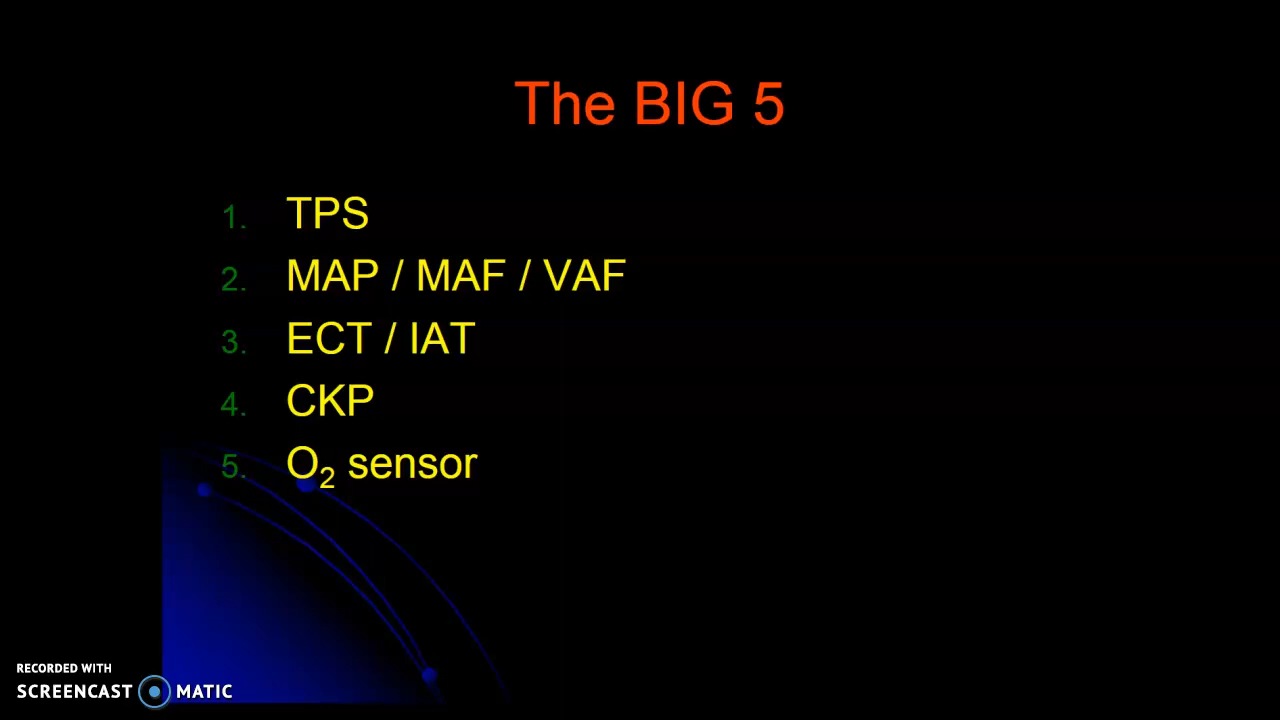 The BIG 5
1. TPS
2. MAP / MAF / VAF
3. ECT / IAT
4. CKP
5. O₂ sensor
RECORDED WITH
SCREENCAST MATIC